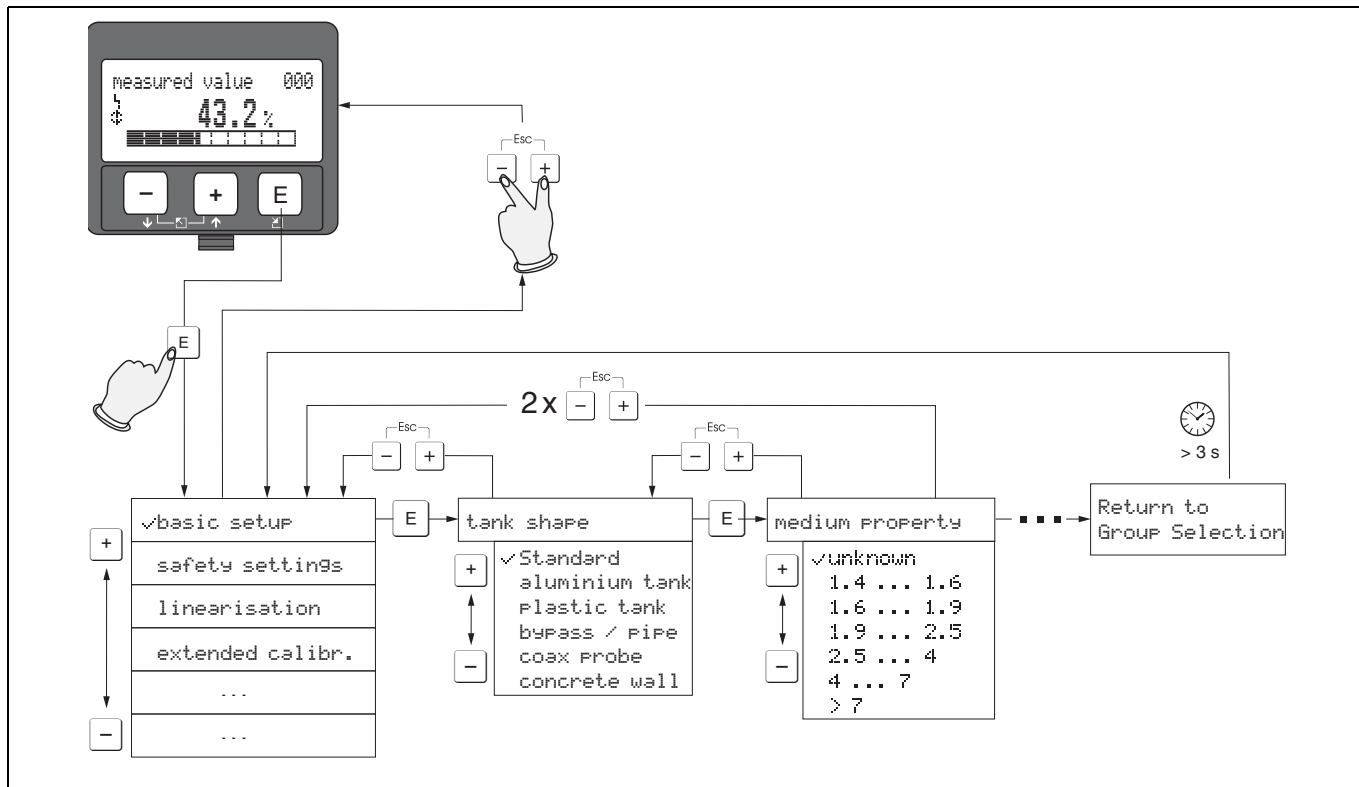 measured value 000
43.2 %
− + E
Esc
− +
E
2 x
Esc
− +
Esc
− +
Esc
− +
> 3 s
✓basic setup
safety settings
linearisation
extended calibr.
...
...
+
−
E
tank shape
✓Standard
aluminium tank
plastic tank
bypass / pipe
coax probe
concrete wall
+
−
E
medium property
✓unknown
1.4 ... 1.6
1.6 ... 1.9
1.9 ... 2.5
2.5 ... 4
4 ... 7
> 7
+
−
Return to
Group Selection